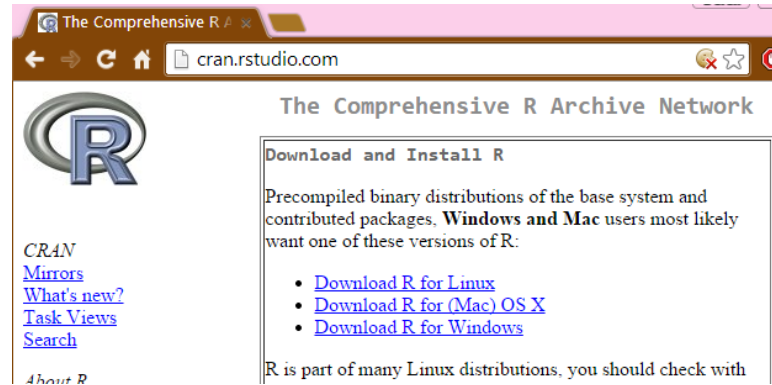 The Comprehensive R A
cran.rstudio.com
R
The Comprehensive R Archive Network
Download and Install R
Precompiled binary distributions of the base system and
contributed packages, Windows and Mac users most likely
want one of these versions of R:
Download R for Linux
Download R for (Mac) OS X
Download R for Windows
R is part of many Linux distributions, you should check with
CRAN
Mirrors
What's new?
Task Views
Search
About R